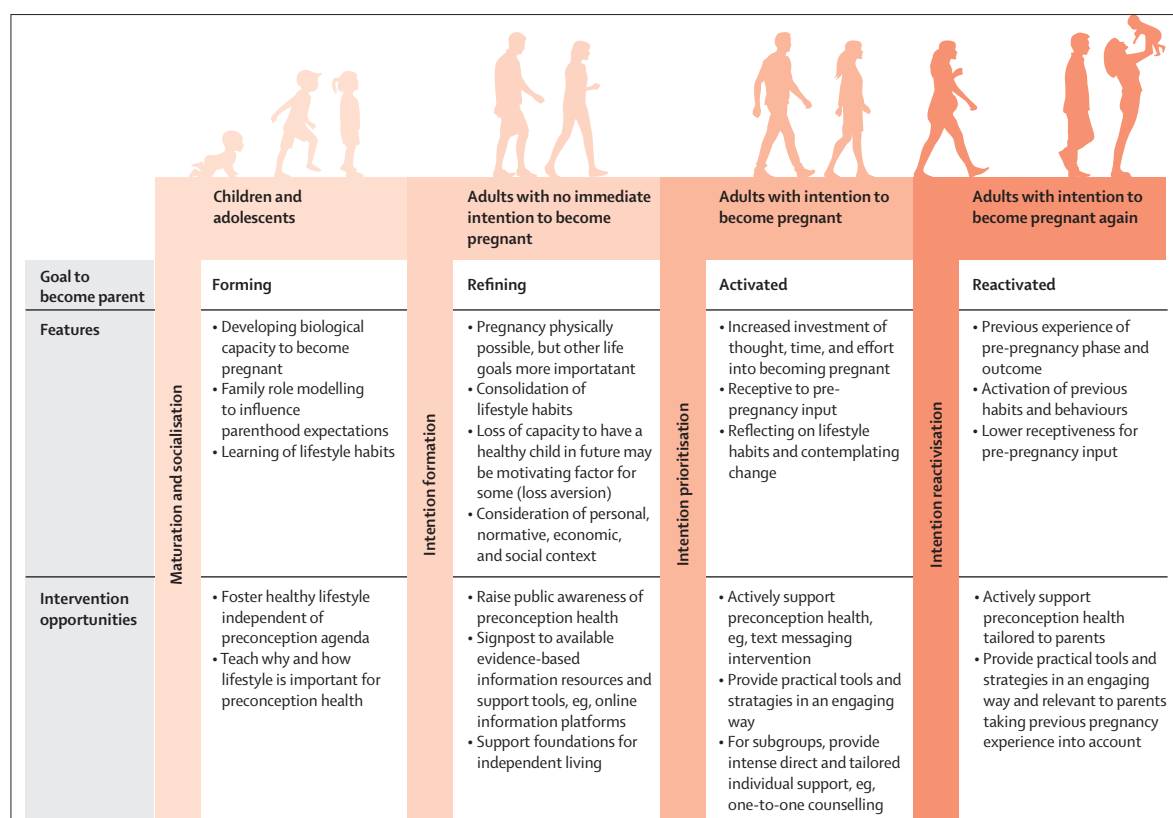 Children and
adolescents
Adults with no immediate
intention to become
pregnant
Adults with intention to
become pregnant
Adults with intention to
become pregnant again
Goal to
become parent
Forming
Refining
Activated
Reactivated
Maturation and socialisation
Intention formation
Intention prioritisation
Intention reactivisation
Features
• Developing biological
capacity to become
pregnant
• Family role modelling
to influence
parenthood expectations
• Learning of lifestyle habits
• Pregnancy physically
possible, but other life
goals more importatant
• Consolidation of
lifestyle habits
• Loss of capacity to have a
healthy child in future may
be motivating factor for
some (loss aversion)
• Consideration of personal,
normative, economic,
and social context
• Increased investment of
thought, time, and effort
into becoming pregnant
• Receptive to pre-
pregnancy input
• Reflecting on lifestyle
habits and contemplating
change
• Previous experience of
pre-pregnancy phase and
outcome
• Activation of previous
habits and behaviours
• Lower receptiveness for
pre-pregnancy input
Intervention
opportunities
• Foster healthy lifestyle
independent of
preconception agenda
• Teach why and how
lifestyle is important for
preconception health
• Raise public awareness of
preconception health
• Signpost to available
evidence-based
information resources and
support tools, eg, online
information platforms
• Support foundations for
independent living
• Actively support
preconception health,
eg, text messaging
intervention
• Provide practical tools and
stratagies in an engaging
way
• For subgroups, provide
intense direct and tailored
individual support, eg,
one-to-one counselling
• Actively support
preconception health
tailored to parents
• Provide practical tools and
strategies in an engaging
way and relevant to parents
taking previous pregnancy
experience into account